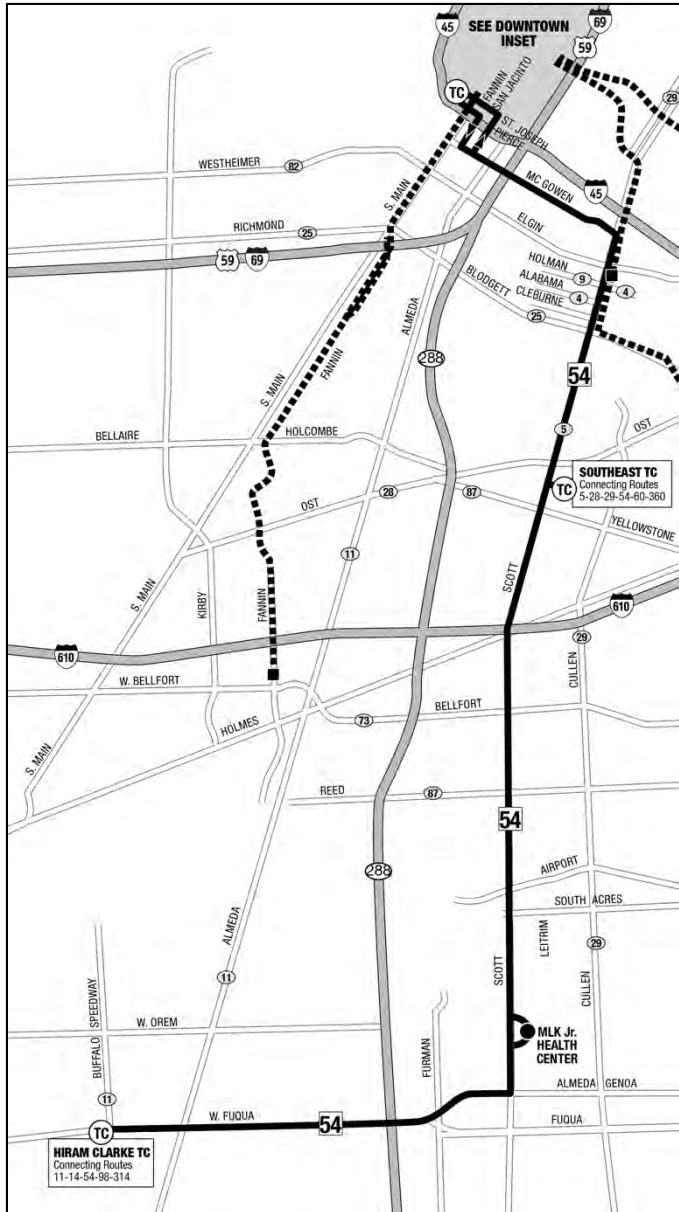 45
69
SEE DOWNTOWN
INSET
59
TC
FANNIN
SAN JACINTO
29
ST JOSEPH
PIERCE
WESTHEIMER
82
MC GOWEN
S. MAIN
45
ELGIN
RICHMOND
25
HOLMAN
9
59
69
ALABAMA
4
4
CLEBURNE
BLODGETT
25
ALMEDA
FANNIN
288
S. MAIN
54
BELLAIRE
HOLCOMBE
5
OST
SOUTHEAST TC
Connecting Routes
5-28-29-54-60-360
TC
28
87
OST
YELLOWSTONE
11
S. MAIN
KIRBY
FANNIN
SCOTT
610
610
29
W. BELLFORT
CULLEN
73
BELLFORT
HOLMES
S. MAIN
REED
87
54
288
AIRPORT
SOUTH ACRES
ALMEDA
LEITRIM
29
11
SCOTT
CULLEN
BUFFALO SPEEDWAY
W. OREM
MLK Jr.
HEALTH
CENTER
FURMAN
11
ALMEDA GENOA
W. FUQUA
54
FUQUA
TC
HIRAM CLARKE TC
Connecting Routes
11-14-54-98-314